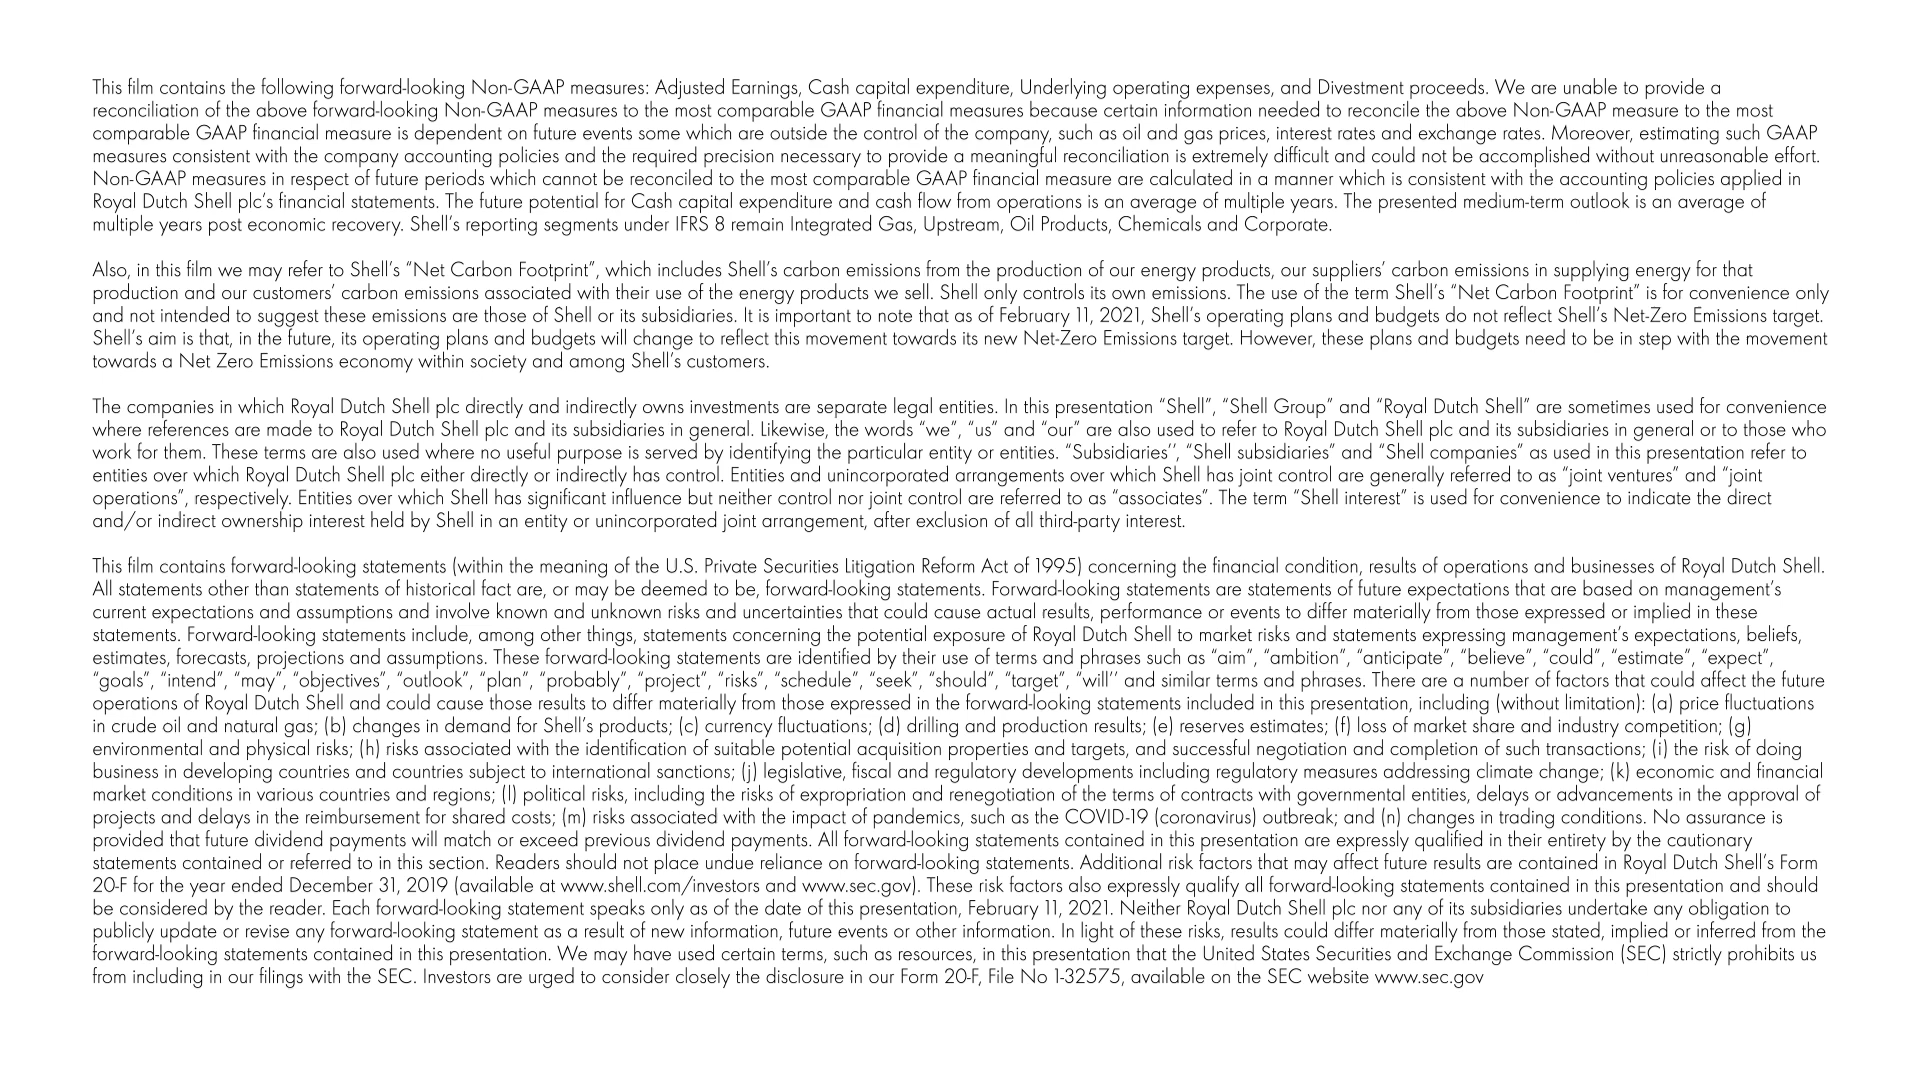 This film contains the following forward-looking Non-GAAP measures: Adjusted Earnings, Cash capital expenditure, Underlying operating expenses, and Divestment proceeds. We are unable to provide a
reconciliation of the above forward-looking Non-GAAP measures to the most comparable GAAP financial measures because certain information needed to reconcile the above Non-GAAP measure to the most
comparable GAAP financial measure is dependent on future events some which are outside the control of the company, such as oil and gas prices, interest rates and exchange rates. Moreover, estimating such GAAP
measures consistent with the company accounting policies and the required precision necessary to provide a meaningful reconciliation is extremely difficult and could not be accomplished without unreasonable effort.
Non-GAAP measures in respect of future periods which cannot be reconciled to the most comparable GAAP financial measure are calculated in a manner which is consistent with the accounting policies applied in
Royal Dutch Shell plc’s financial statements. The future potential for Cash capital expenditure and cash flow from operations is an average of multiple years. The presented medium-term outlook is an average of
multiple years post economic recovery. Shell’s reporting segments under IFRS 8 remain Integrated Gas, Upstream, Oil Products, Chemicals and Corporate.
Also, in this film we may refer to Shell’s “Net Carbon Footprint”, which includes Shell’s carbon emissions from the production of our energy products, our suppliers’ carbon emissions in supplying energy for that
production and our customers’ carbon emissions associated with their use of the energy products we sell. Shell only controls its own emissions. The use of the term Shell’s “Net Carbon Footprint” is for convenience only
and not intended to suggest these emissions are those of Shell or its subsidiaries. It is important to note that as of February 11, 2021, Shell’s operating plans and budgets do not reflect Shell’s Net-Zero Emissions target.
Shell’s aim is that, in the future, its operating plans and budgets will change to reflect this movement towards its new Net-Zero Emissions target. However, these plans and budgets need to be in step with the movement
towards a Net Zero Emissions economy within society and among Shell’s customers.
The companies in which Royal Dutch Shell plc directly and indirectly owns investments are separate legal entities. In this presentation “Shell”, “Shell Group” and “Royal Dutch Shell” are sometimes used for convenience
where references are made to Royal Dutch Shell plc and its subsidiaries in general. Likewise, the words “we”, “us” and “our” are also used to refer to Royal Dutch Shell plc and its subsidiaries in general or to those who
work for them. These terms are also used where no useful purpose is served by identifying the particular entity or entities. “Subsidiaries’’, “Shell subsidiaries” and “Shell companies” as used in this presentation refer to
entities over which Royal Dutch Shell plc either directly or indirectly has control. Entities and unincorporated arrangements over which Shell has joint control are generally referred to as “joint ventures” and “joint
operations”, respectively. Entities over which Shell has significant influence but neither control nor joint control are referred to as “associates”. The term “Shell interest” is used for convenience to indicate the direct
and/or indirect ownership interest held by Shell in an entity or unincorporated joint arrangement, after exclusion of all third-party interest.
This film contains forward-looking statements (within the meaning of the U.S. Private Securities Litigation Reform Act of 1995) concerning the financial condition, results of operations and businesses of Royal Dutch Shell.
All statements other than statements of historical fact are, or may be deemed to be, forward-looking statements. Forward-looking statements are statements of future expectations that are based on management’s
current expectations and assumptions and involve known and unknown risks and uncertainties that could cause actual results, performance or events to differ materially from those expressed or implied in these
statements. Forward-looking statements include, among other things, statements concerning the potential exposure of Royal Dutch Shell to market risks and statements expressing management’s expectations, beliefs,
estimates, forecasts, projections and assumptions. These forward-looking statements are identified by their use of terms and phrases such as “aim”, “ambition”, “anticipate”, “believe”, “could”, “estimate”, “expect”,
“goals”, “intend”, “may”, “objectives”, “outlook”, “plan”, “probably”, “project”, “risks”, “schedule”, “seek”, “should”, “target”, “will’’ and similar terms and phrases. There are a number of factors that could affect the future
operations of Royal Dutch Shell and could cause those results to differ materially from those expressed in the forward-looking statements included in this presentation, including (without limitation): (a) price fluctuations
in crude oil and natural gas; (b) changes in demand for Shell’s products; (c) currency fluctuations; (d) drilling and production results; (e) reserves estimates; (f) loss of market share and industry competition; (g)
environmental and physical risks; (h) risks associated with the identification of suitable potential acquisition properties and targets, and successful negotiation and completion of such transactions; (i) the risk of doing
business in developing countries and countries subject to international sanctions; (j) legislative, fiscal and regulatory developments including regulatory measures addressing climate change; (k) economic and financial
market conditions in various countries and regions; (l) political risks, including the risks of expropriation and renegotiation of the terms of contracts with governmental entities, delays or advancements in the approval of
projects and delays in the reimbursement for shared costs; (m) risks associated with the impact of pandemics, such as the COVID-19 (coronavirus) outbreak; and (n) changes in trading conditions. No assurance is
provided that future dividend payments will match or exceed previous dividend payments. All forward-looking statements contained in this presentation are expressly qualified in their entirety by the cautionary
statements contained or referred to in this section. Readers should not place undue reliance on forward-looking statements. Additional risk factors that may affect future results are contained in Royal Dutch Shell’s Form
20-F for the year ended December 31, 2019 (available at www.shell.com/investors and www.sec.gov). These risk factors also expressly qualify all forward-looking statements contained in this presentation and should
be considered by the reader. Each forward-looking statement speaks only as of the date of this presentation, February 11, 2021. Neither Royal Dutch Shell plc nor any of its subsidiaries undertake any obligation to
publicly update or revise any forward-looking statement as a result of new information, future events or other information. In light of these risks, results could differ materially from those stated, implied or inferred from the
forward-looking statements contained in this presentation. We may have used certain terms, such as resources, in this presentation that the United States Securities and Exchange Commission (SEC) strictly prohibits us
from including in our filings with the SEC. Investors are urged to consider closely the disclosure in our Form 20-F, File No 1-32575, available on the SEC website www.sec.gov